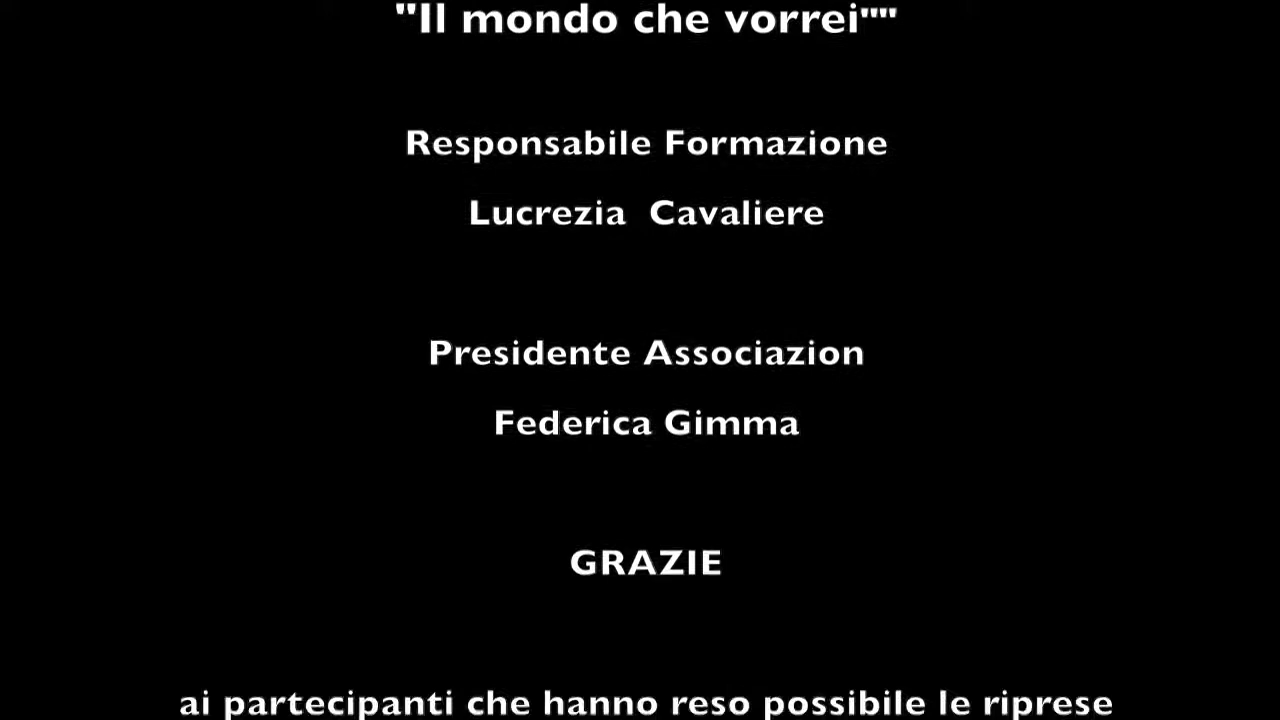 "Il mondo che vorrei""
Responsabile Formazione
Lucrezia  Cavaliere
Presidente Associazion
Federica Gimma
GRAZIE
ai partecipanti che hanno reso possibile le riprese